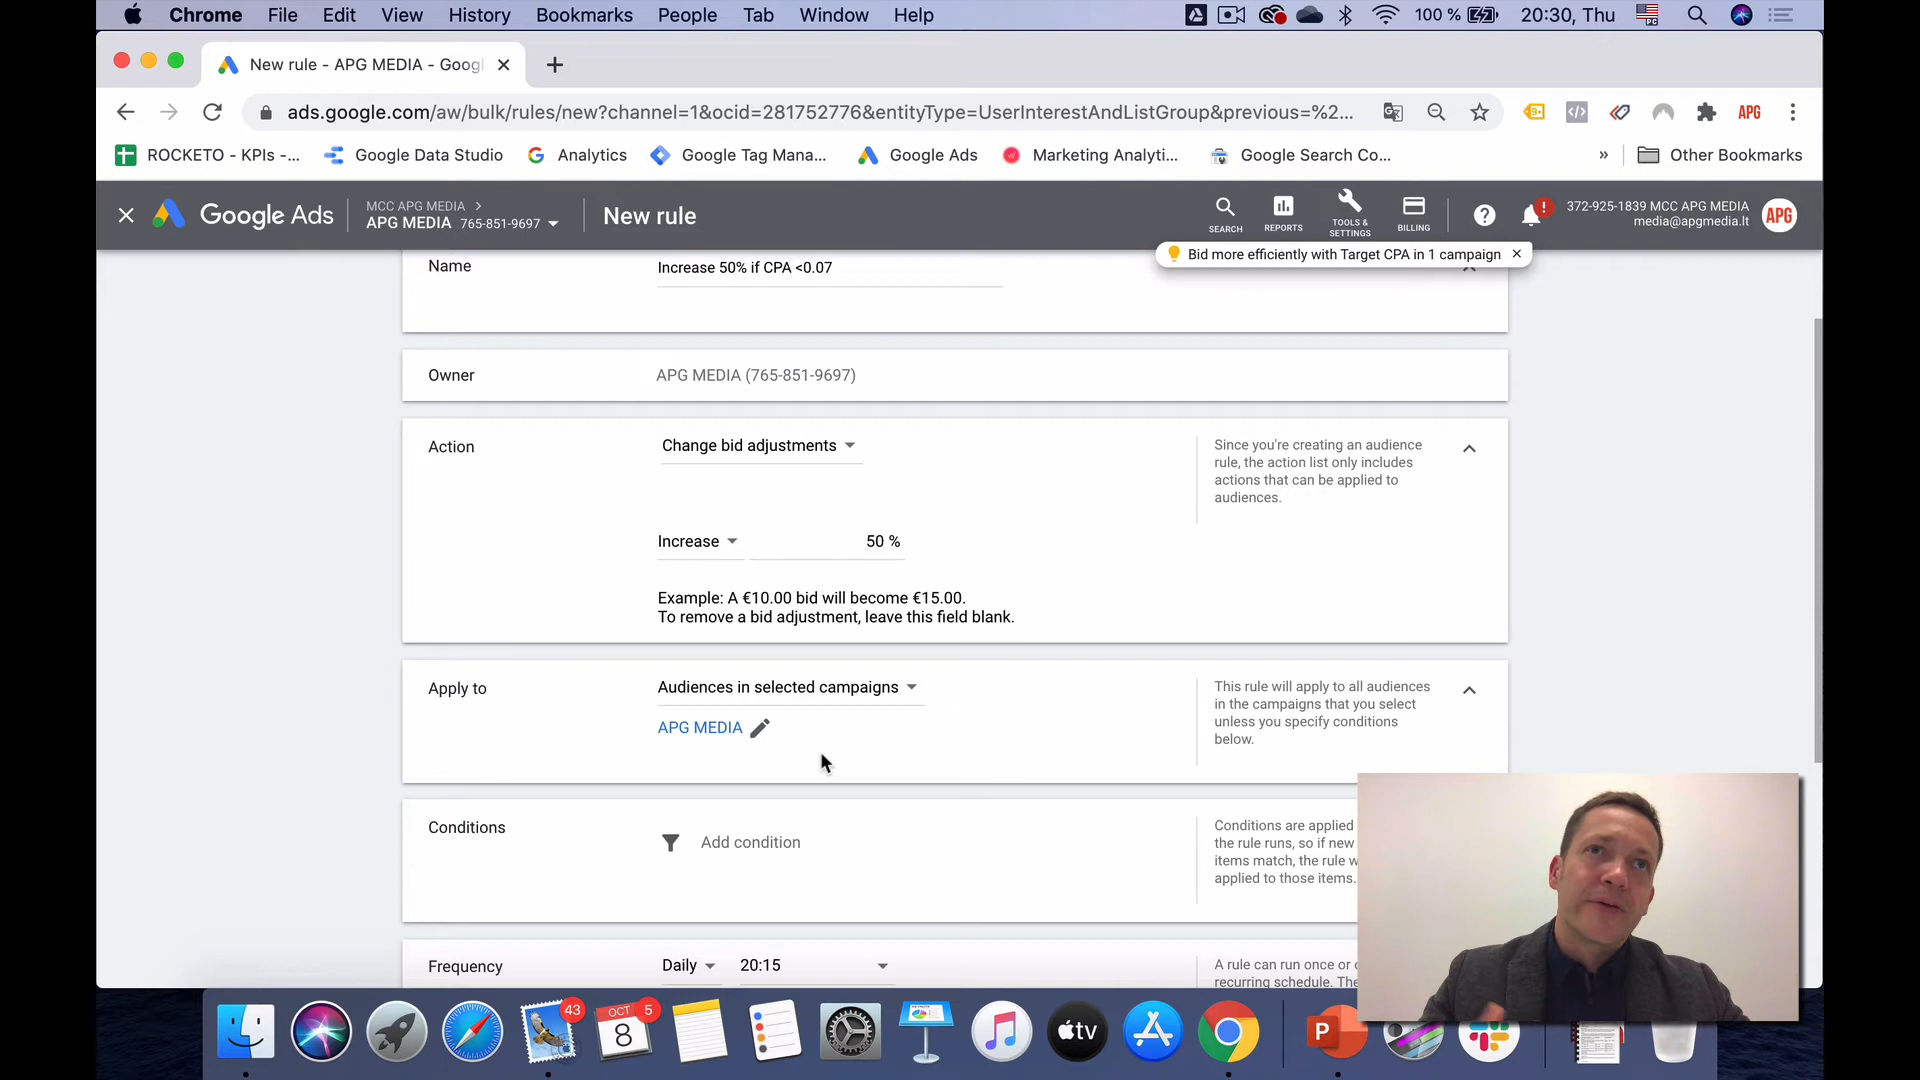 Chrome File Edit View History Bookmarks People Tab Window Help 100 % 20:30, Thu
New rule - APG MEDIA - Goog
ads.google.com/aw/bulk/rules/new?channel=1&ocid=281752776&entityType=UserInterestAndListGroup&previous=%2... APG
ROCKETO - KPIs -... Google Data Studio Analytics Google Tag Mana... Google Ads Marketing Analyti... Google Search Co... » Other Bookmarks
Google Ads
MCC APG MEDIA >
APG MEDIA 765-851-9697
New rule
SEARCH
REPORTS
TOOLS &
SETTINGS
BILLING
372-925-1839 MCC APG MEDIA
media@apgmedia.lt
APG
Bid more efficiently with Target CPA in 1 campaign
Name
Increase 50% if CPA <0.07
Owner
APG MEDIA (765-851-9697)
Action
Change bid adjustments
Increase 50 %
Example: A €10.00 bid will become €15.00.
To remove a bid adjustment, leave this field blank.
Since you're creating an audience
rule, the action list only includes
actions that can be applied to
audiences.
Apply to
Audiences in selected campaigns
APG MEDIA
This rule will apply to all audiences
in the campaigns that you select
unless you specify conditions
below.
Conditions
Add condition
Conditions are applied
the rule runs, so if new
items match, the rule w
applied to those items.
Frequency
Daily 20:15
A rule can run once or
recurring schedule. The
43
OCT
8
5
tv
P